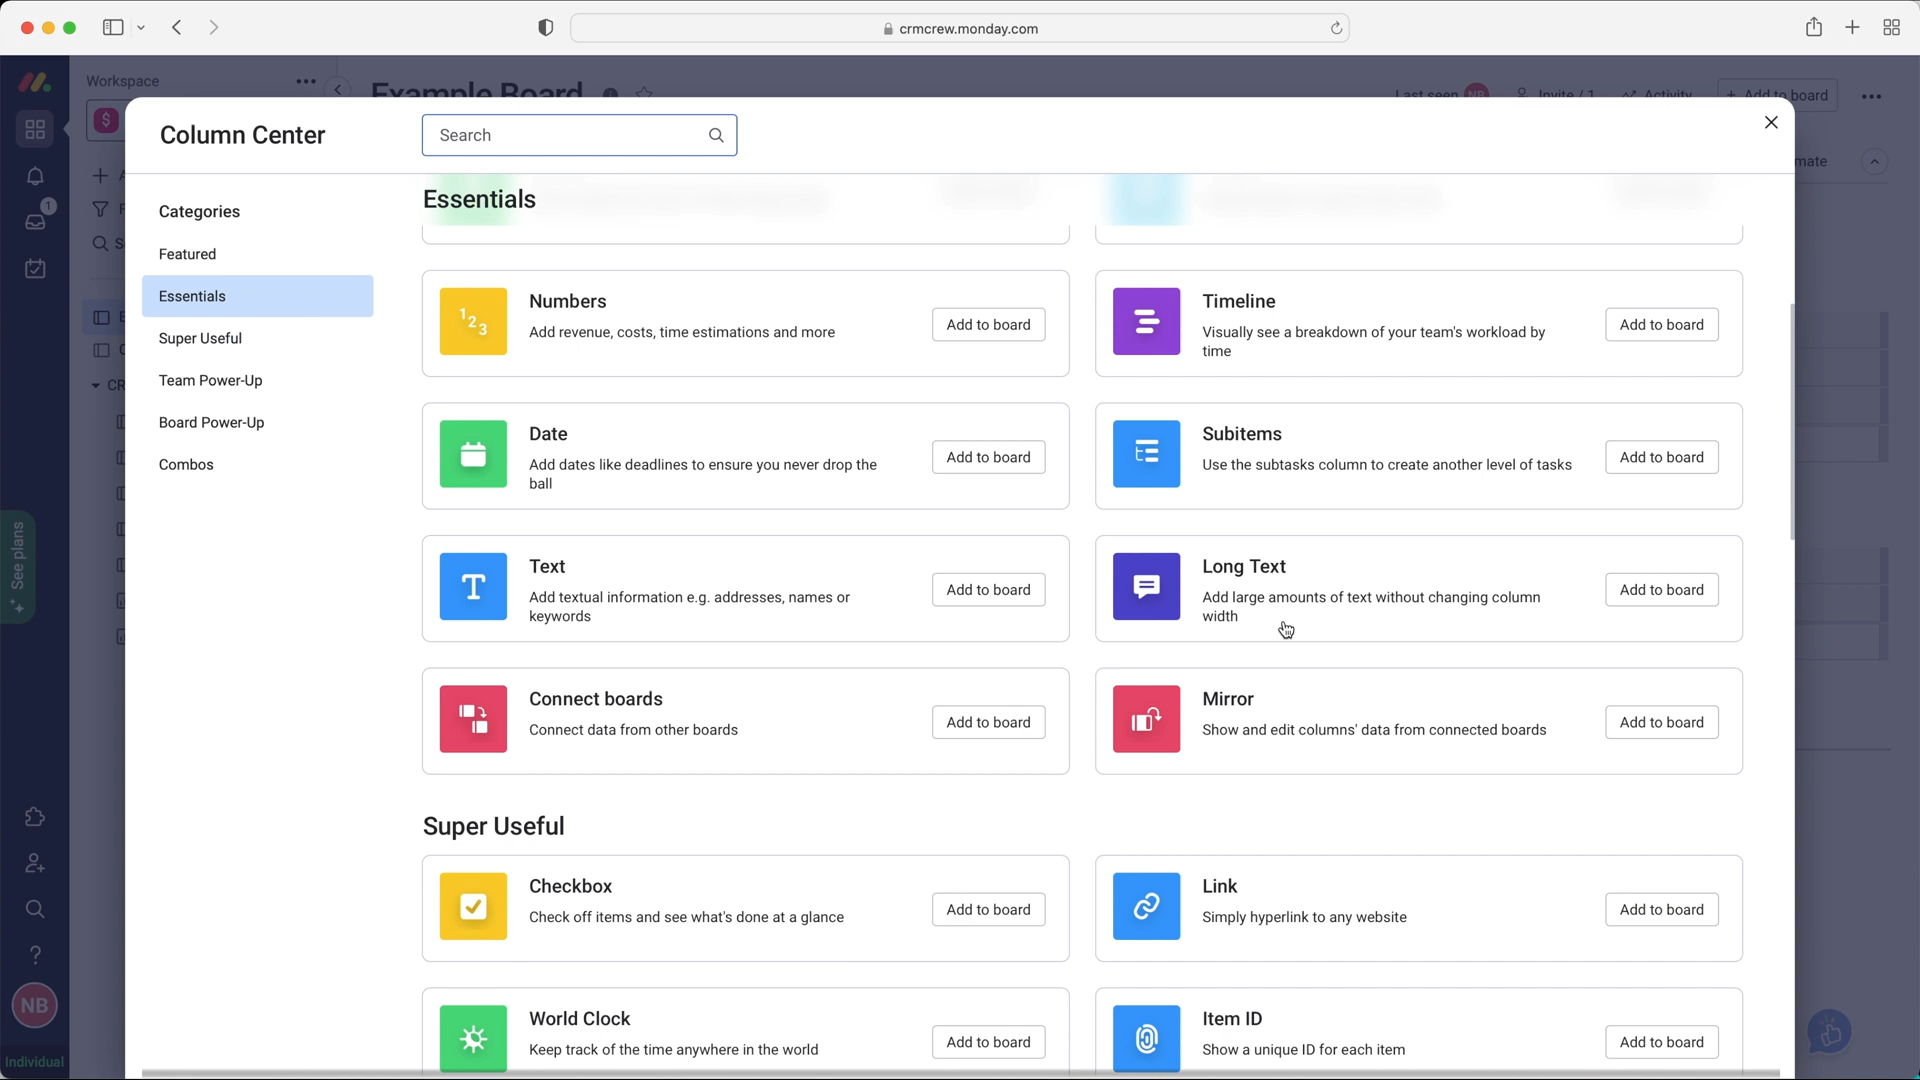 crmcrew.monday.com
Workspace
Example Board
Last seen
Invite / 1
Activity
+ Add to board
Column Center
Search
Essentials
Categories
Featured
Essentials
Super Useful
Team Power-Up
Board Power-Up
Combos
Numbers
Add revenue, costs, time estimations and more
Add to board
Timeline
Visually see a breakdown of your team's workload by
time
Add to board
Date
Add dates like deadlines to ensure you never drop the
ball
Add to board
Subitems
Use the subtasks column to create another level of tasks
Add to board
Text
Add textual information e.g. addresses, names or
keywords
Add to board
Long Text
Add large amounts of text without changing column
width
Add to board
Connect boards
Connect data from other boards
Add to board
Mirror
Show and edit columns' data from connected boards
Add to board
Super Useful
Checkbox
Check off items and see what's done at a glance
Add to board
Link
Simply hyperlink to any website
Add to board
World Clock
Keep track of the time anywhere in the world
Add to board
Item ID
Show a unique ID for each item
Add to board
1
See plans
NB
Individual